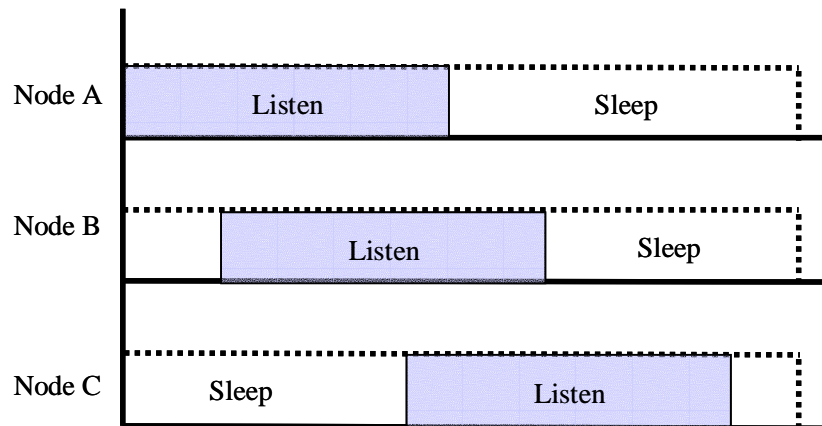 Node A
Listen
Sleep
Node B
Listen
Sleep
Node C
Sleep
Listen